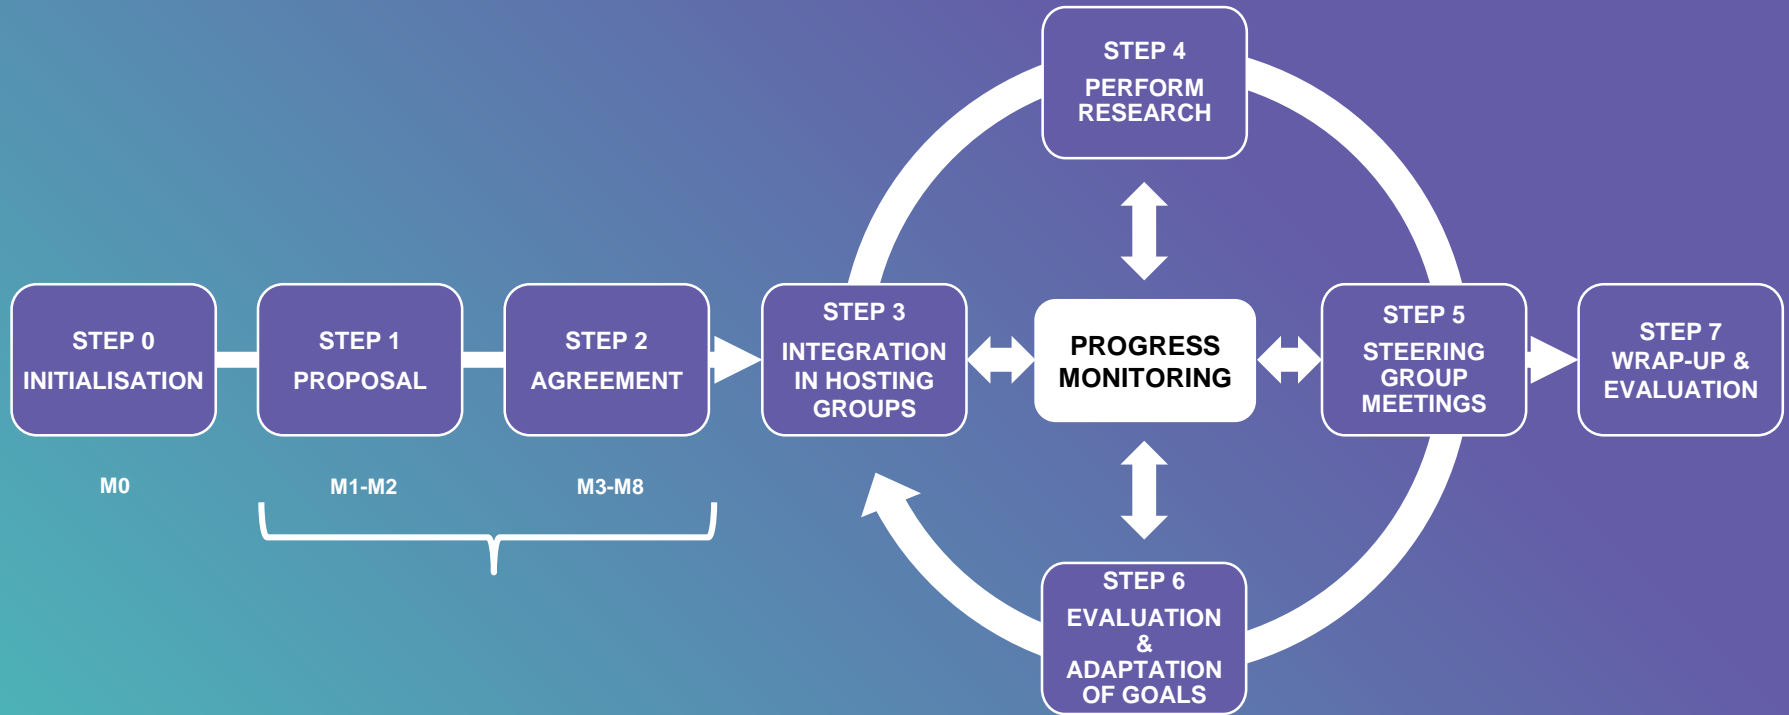 STEP 0
INITIALISATION
M0
STEP 1
PROPOSAL
M1-M2
STEP 2
AGREEMENT
M3-M8
STEP 3
INTEGRATION
IN HOSTING
GROUPS
STEP 4
PERFORM
RESEARCH
PROGRESS
MONITORING
STEP 5
STEERING
GROUP
MEETINGS
STEP 6
EVALUATION
&
ADAPTATION
OF GOALS
STEP 7
WRAP-UP &
EVALUATION